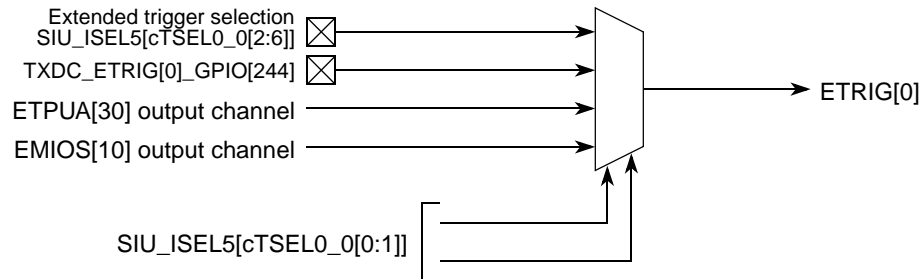 Extended trigger selection
SIU_ISEL5[cTSEL0_0[2:6]]
TXDC_ETRIG[0]_GPIO[244]
ETPUA[30] output channel
EMIOS[10] output channel
ETRIG[0]
SIU_ISEL5[cTSEL0_0[0:1]]